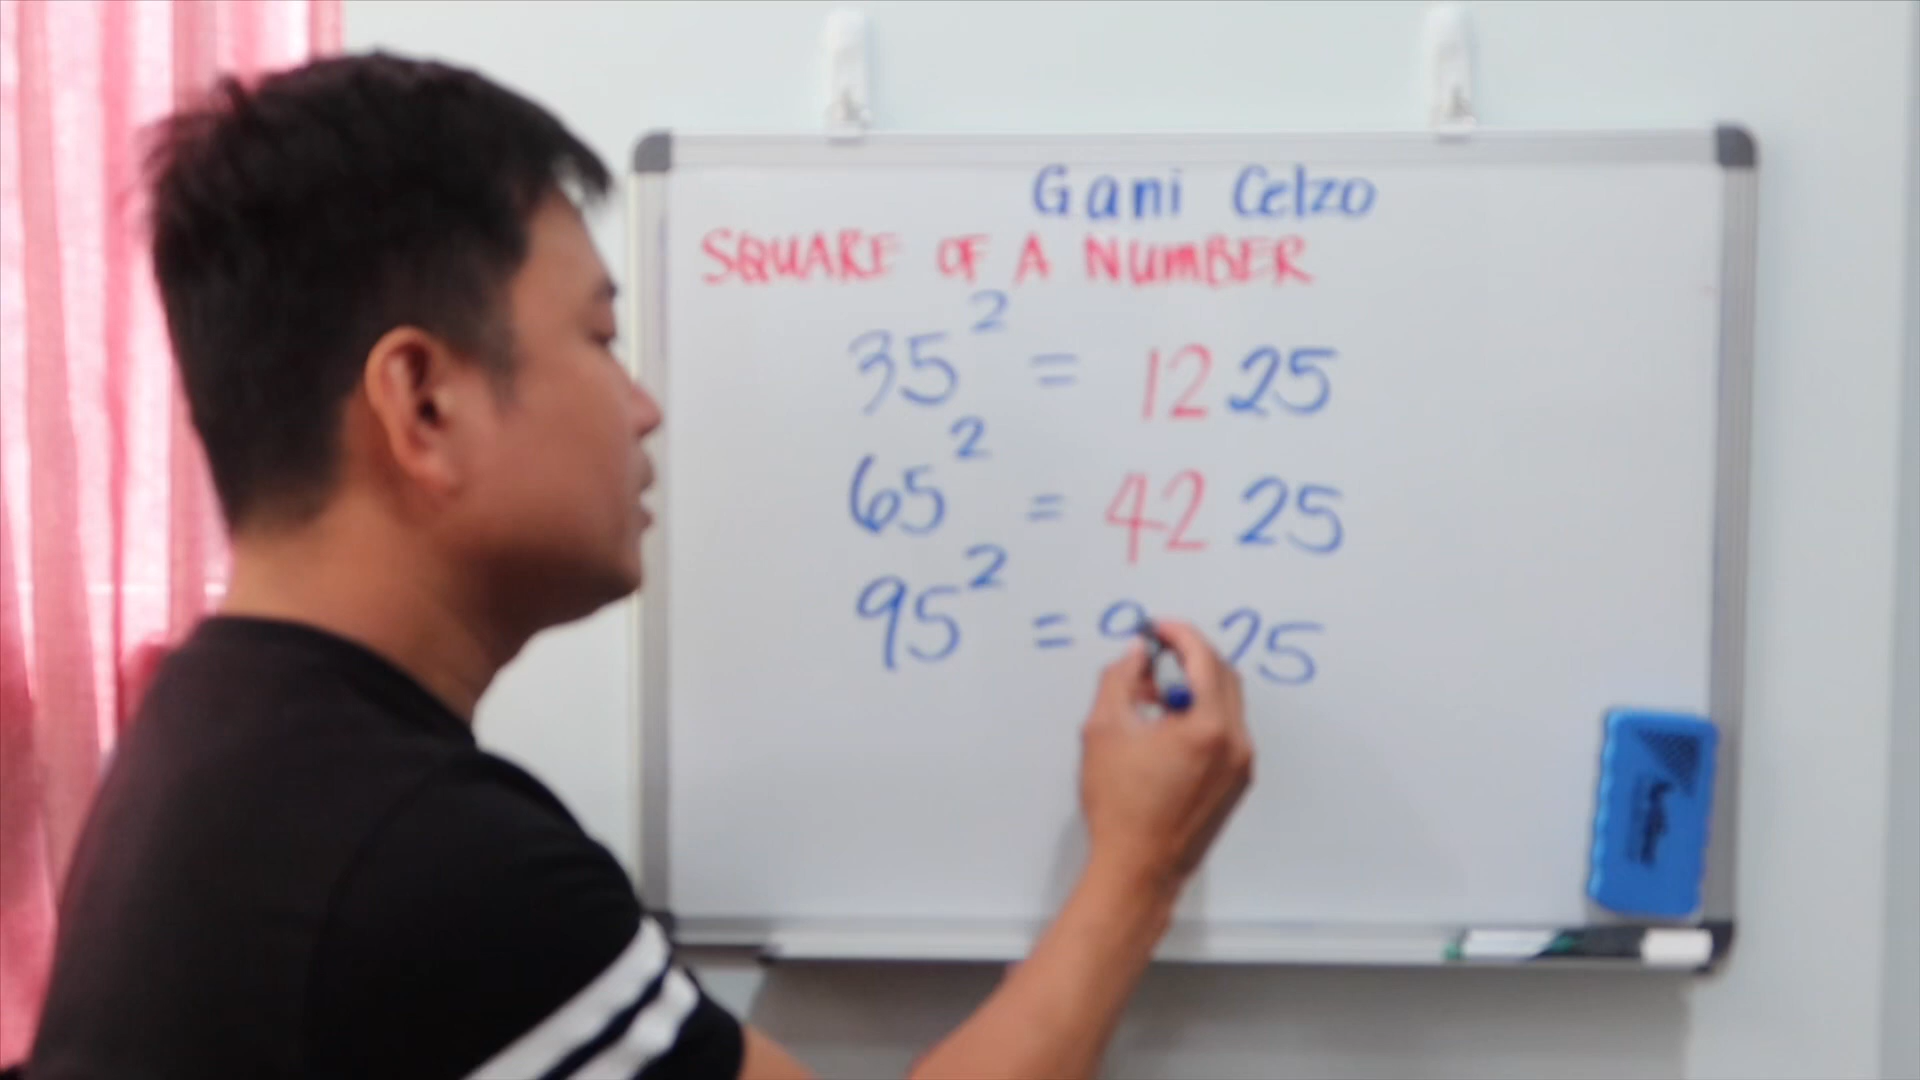 Gani Celzo
SQUARE OF A NUMBER
35² = 1225
65² = 4225
95² = 9 25